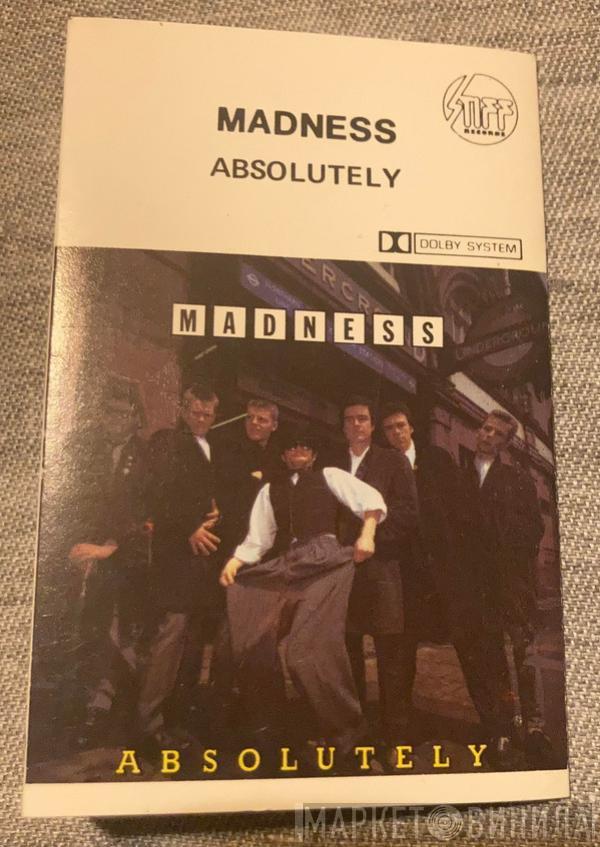 STIFF
RECORDS
MADNESS
ABSOLUTELY
DOLBY SYSTEM
MADNESS
UNDERGROUND
ABSOLUTELY
МАРКЕТ ВИНИЛА